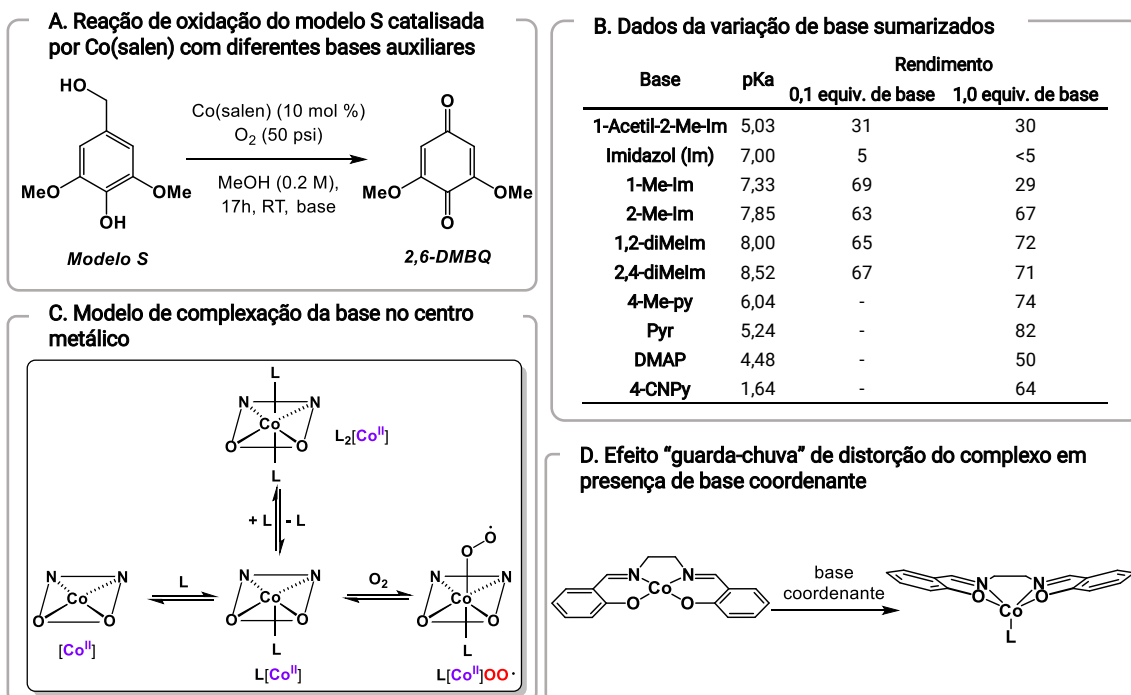 A. Reação de oxidação do modelo S catalisada
por Co(salen) com diferentes bases auxiliares
HO
MeO
OMe
OH
Modelo S
Co(salen) (10 mol %)
O2 (50 psi)
MeOH (0.2 M),
17h, RT, base
O
MeO
OMe
O
2,6-DMBQ
B. Dados da variação de base sumarizados
Base pKa Rendimento
0,1 equiv. de base 1,0 equiv. de base
1-Acetil-2-Me-Im 5,03 31 30
Imidazol (Im) 7,00 5 <5
1-Me-Im 7,33 69 29
2-Me-Im 7,85 63 67
1,2-diMeIm 8,00 65 72
2,4-diMeIm 8,52 67 71
4-Me-py 6,04 - 74
Pyr 5,24 - 82
DMAP 4,48 - 50
4-CNPy 1,64 - 64
C. Modelo de complexação da base no centro
metálico
L
N N
Co
O O
L
L2[CoII]
+ L - L
N N
Co
O O
[CoII]
L
N N
Co
O O
L
L[CoII]
O2
O
O
N N
Co
O O
L
L[CoII]OO·
D. Efeito “guarda-chuva” de distorção do complexo em
presença de base coordenante
N N
Co
O O
base
coordenante
N N
O O
Co
L